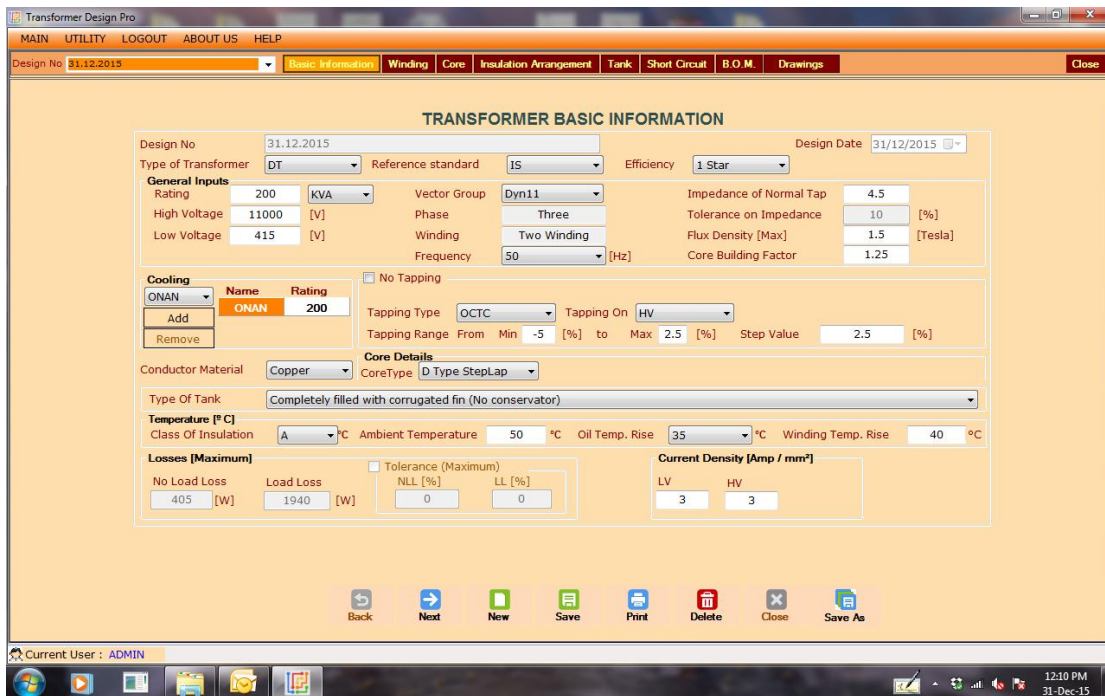 Transformer Design Pro
MAIN UTILITY LOGOUT ABOUT US HELP
Design No 31.12.2015 Basic Information Winding Core Insulation Arrangement Tank Short Circuit B.O.M. Drawings Close
TRANSFORMER BASIC INFORMATION
Design No 31.12.2015 Design Date 31/12/2015
Type of Transformer DT Reference standard IS Efficiency 1 Star
General Inputs
Rating 200 KVA Vector Group Dyn11 Impedance of Normal Tap 4.5
High Voltage 11000 [V] Phase Three Tolerance on Impedance 10 [%]
Low Voltage 415 [V] Winding Two Winding Flux Density [Max] 1.5 [Tesla]
Frequency 50 [Hz] Core Building Factor 1.25
Cooling No Tapping
ONAN Name Rating
ONAN 200
Add Tapping Type OCTC Tapping On HV
Remove Tapping Range From Min -5 [%] to Max 2.5 [%] Step Value 2.5 [%]
Core Details
Conductor Material Copper CoreType D Type StepLap
Type Of Tank Completely filled with corrugated fin (No conservator)
Temperature [º C]
Class Of Insulation A ºC Ambient Temperature 50 ºC Oil Temp. Rise 35 ºC Winding Temp. Rise 40 ºC
Losses [Maximum] Tolerance (Maximum) Current Density [Amp / mm²]
No Load Loss Load Loss NLL [%] LL [%] LV HV
405 [W] 1940 [W] 0 0 3 3
Back Next New Save Print Delete Close Save As
Current User : ADMIN
12:10 PM
31-Dec-15